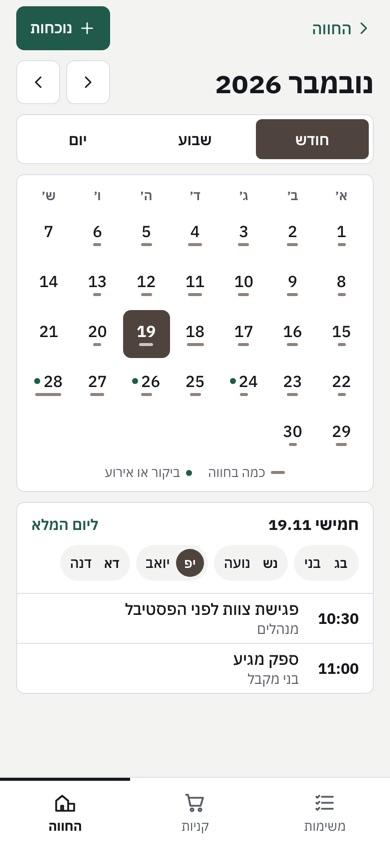 החווה
+ נוכחות
נובמבר 2026
חודש שבוע יום
א׳ ב׳ ג׳ ד׳ ה׳ ו׳ ש׳
1 2 3 4 5 6 7
8 9 10 11 12 13 14
15 16 17 18 19 20 21
22 23 24 25 26 27 28
29 30
כמה בחווה ביקור או אירוע
חמישי 19.11 ליום המלא
בג בני נש נועה יפ יואב דא דנה
10:30 פגישת צוות לפני הפסטיבל
מנהלים
11:00 ספק מגיע
בני מקבל
משימות קניות החווה